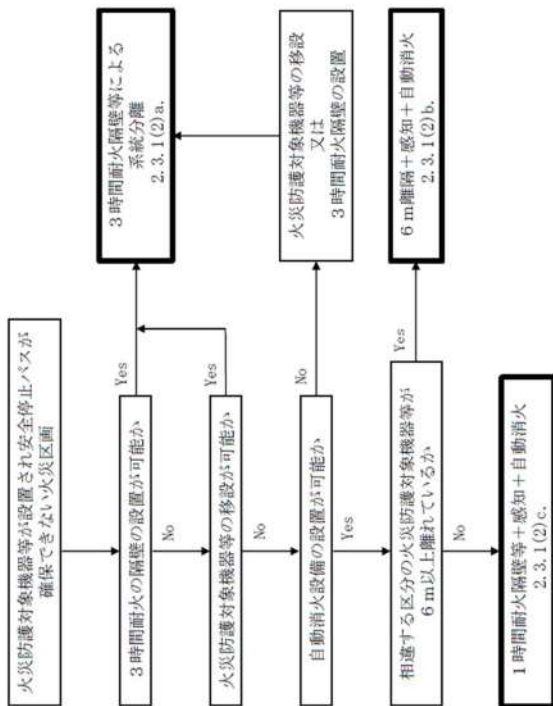 火災防護対象機器等が設置され安全停止パスが
確保できない火災区画
3時間耐火の隔壁の設置が可能か
Yes
3時間耐火隔壁等による
系統分離
2.3.1(2)a.
No
火災防護対象機器等の移設が可能か
Yes
No
自動消火設備の設置が可能か
No
火災防護対象機器等の移設
又は
3時間耐火隔壁の設置
Yes
相違する区分の火災防護対象機器等が
6m以上離れているか
Yes
6m離隔+感知+自動消火
2.3.1(2)b.
No
1時間耐火隔壁等+感知+自動消火
2.3.1(2)c.